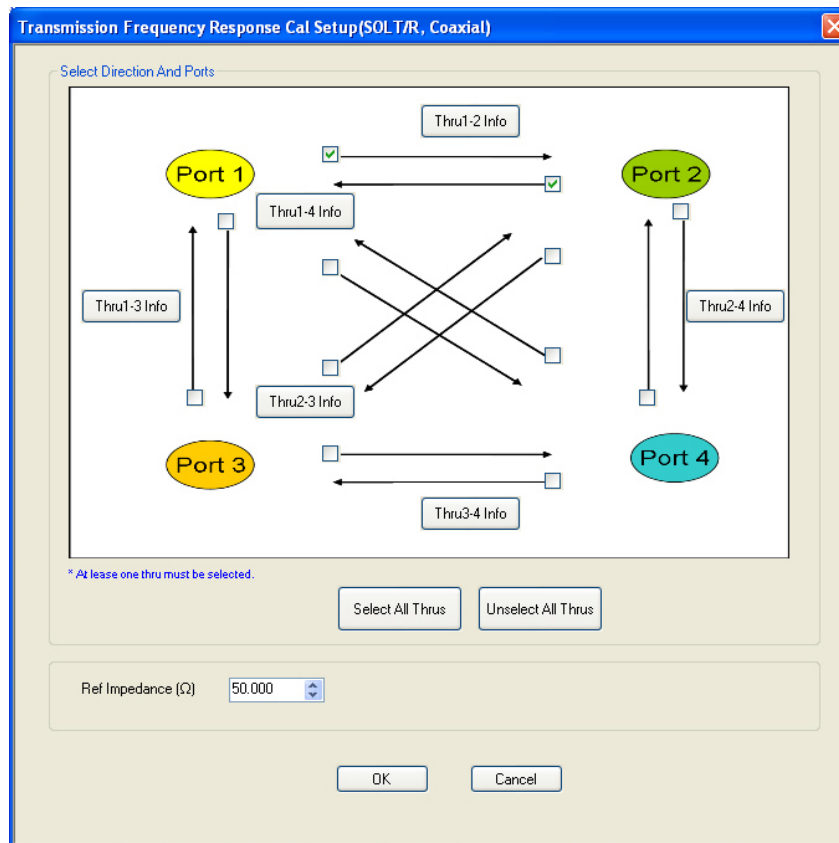 Transmission Frequency Response Cal Setup(SOLT/R, Coaxial)
Select Direction And Ports
Thru1-2 Info
Port 1
Port 2
Thru1-4 Info
Thru1-3 Info
Thru2-4 Info
Thru2-3 Info
Port 3
Port 4
Thru3-4 Info
* At lease one thru must be selected.
Select All Thrus
Unselect All Thrus
Ref Impedance (Ω)
50.000
OK
Cancel